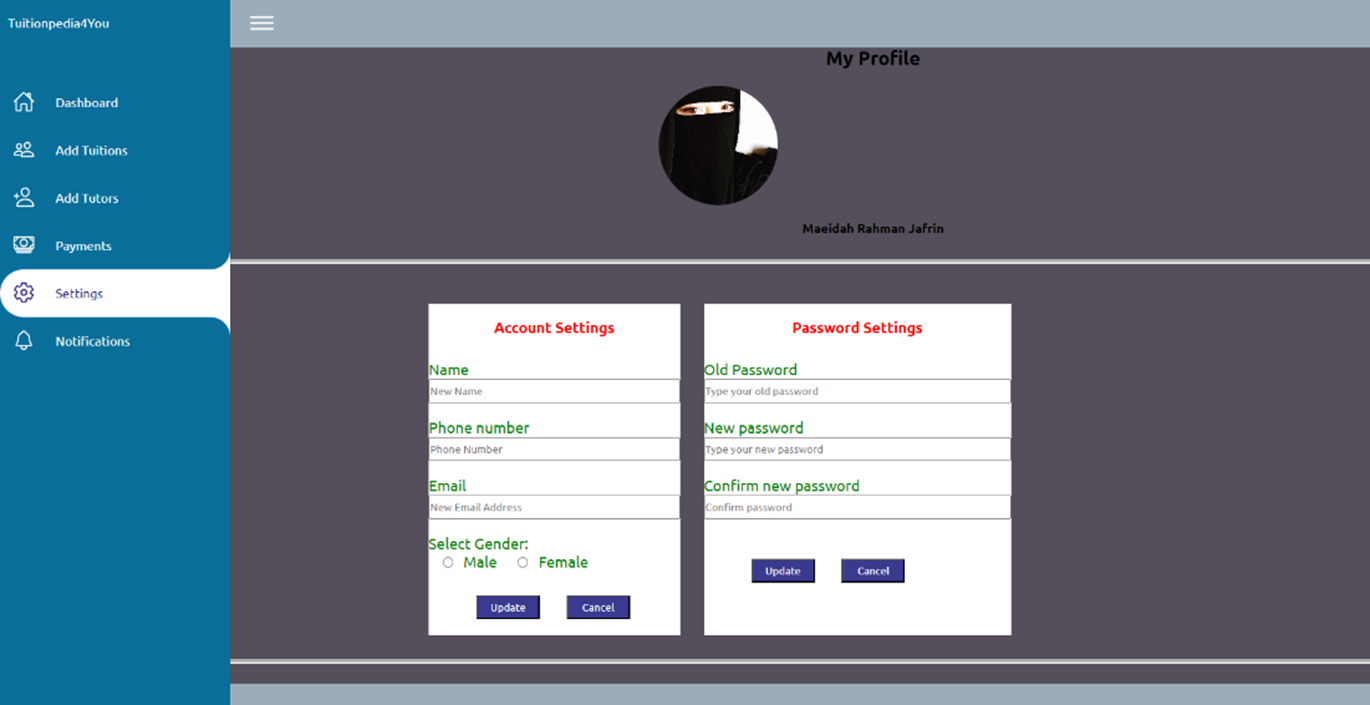 Tuitionpedia4You
Dashboard
Add Tuitions
Add Tutors
Payments
Settings
Notifications
My Profile
Maeidah Rahman Jafrin
Account Settings
Name
New Name
Phone number
Phone Number
Email
New Email Address
Select Gender:
Male Female
Update Cancel
Password Settings
Old Password
Type your old password
New password
Type your new password
Confirm new password
Confirm password
Update Cancel